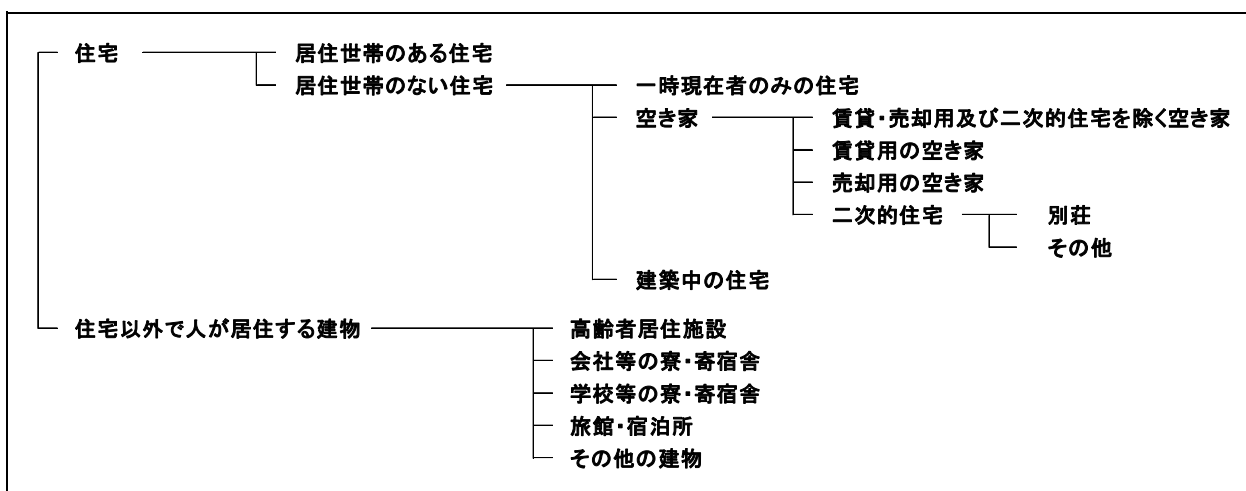 住宅 居住世帯のある住宅
居住世帯のない住宅 一時現在者のみの住宅
空き家 賃貸・売却用及び二次的住宅を除く空き家
賃貸用の空き家
売却用の空き家
二次的住宅 別荘
その他
建築中の住宅
住宅以外で人が居住する建物 高齢者居住施設
会社等の寮・寄宿舎
学校等の寮・寄宿舎
旅館・宿泊所
その他の建物